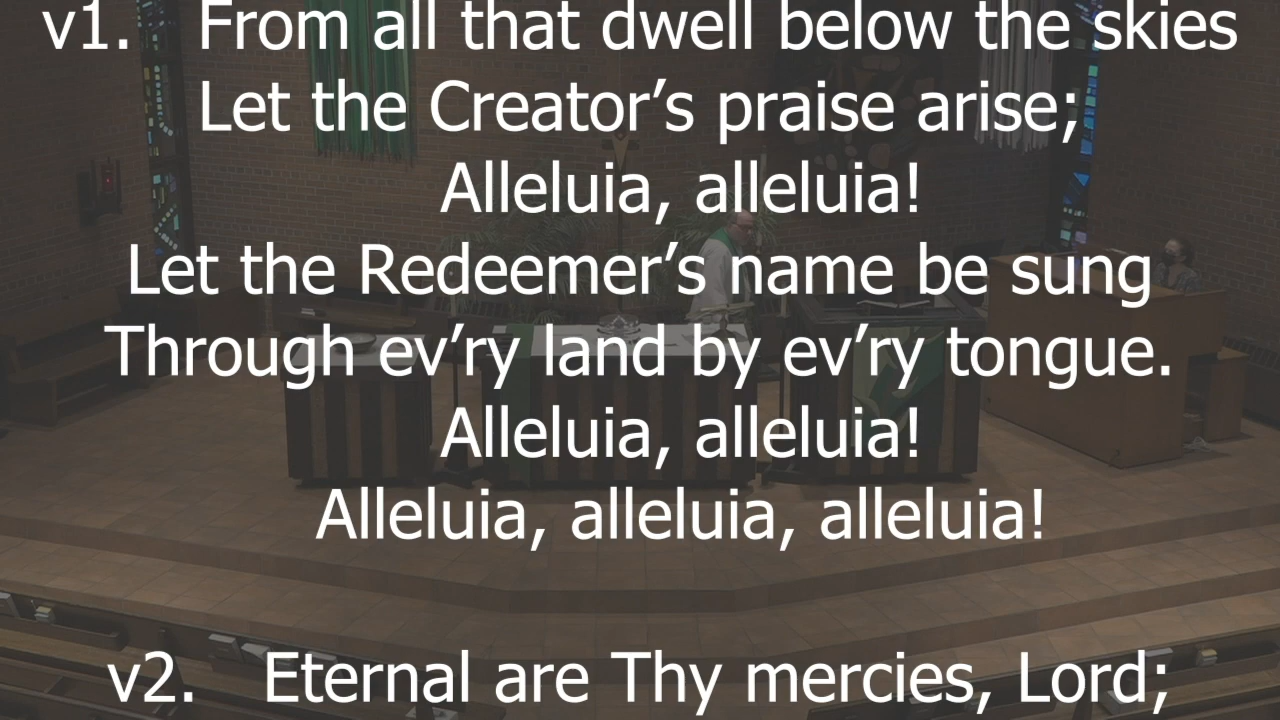 v1. From all that dwell below the skies
Let the Creator’s praise arise;
Alleluia, alleluia!
Let the Redeemer’s name be sung
Through ev’ry land by ev’ry tongue.
Alleluia, alleluia!
Alleluia, alleluia, alleluia!
v2. Eternal are Thy mercies, Lord;